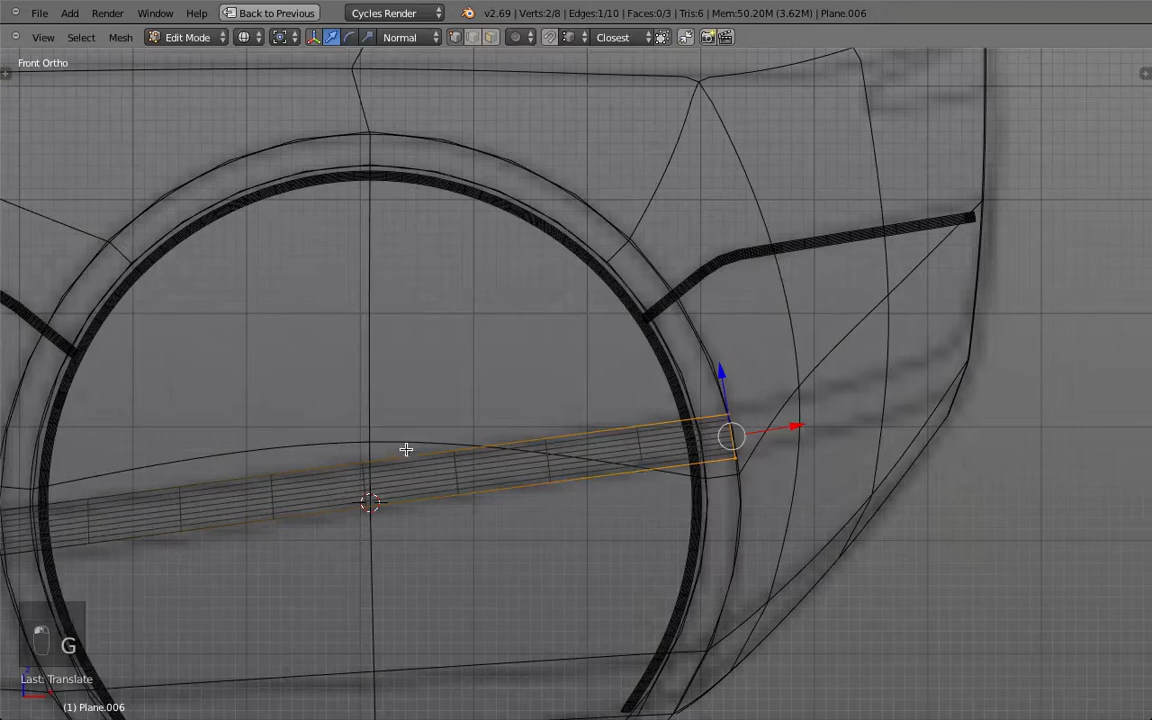 File Render Window Help Back to Previous Cycles Render v2.69 | Verts:2/8 | Edges:1/10 | Faces:0/3 | Tris:6 | Mem:50.20M (3.62M) | Plane.006
View Select Mesh Edit Mode Normal Closest
Front Ortho
G
Last: Translate
(1) Plane.006